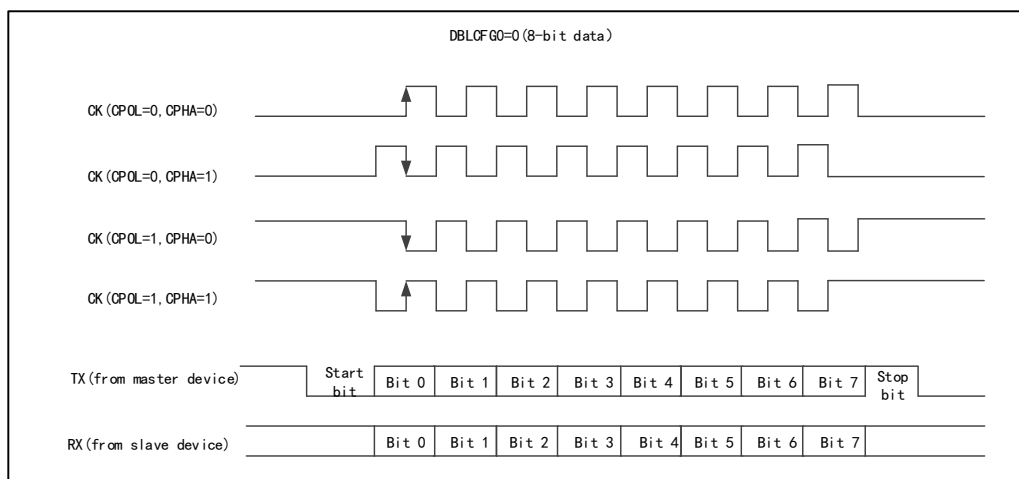 DBLCFG0=0(8-bit data)
CK(CPOL=0,CPHA=0)
CK(CPOL=0,CPHA=1)
CK(CPOL=1,CPHA=0)
CK(CPOL=1,CPHA=1)
TX(from master device) Start bit Bit 0 Bit 1 Bit 2 Bit 3 Bit 4 Bit 5 Bit 6 Bit 7 Stop bit
RX(from slave device) Bit 0 Bit 1 Bit 2 Bit 3 Bit 4 Bit 5 Bit 6 Bit 7